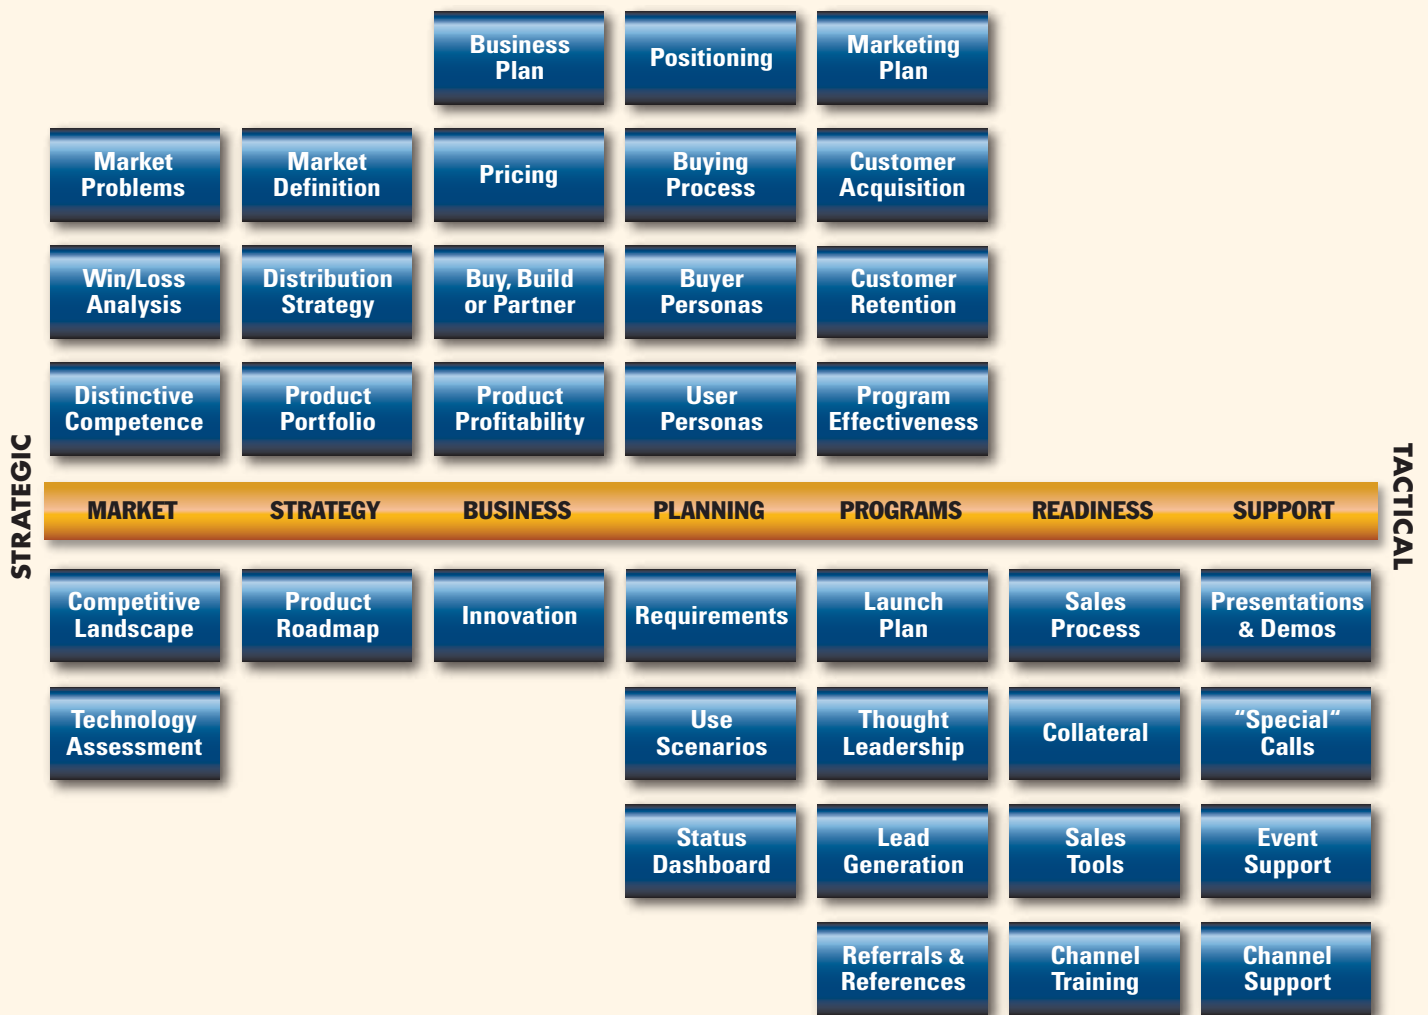 Business
Plan
Positioning
Marketing
Plan
Market
Problems
Market
Definition
Pricing
Buying
Process
Customer
Acquisition
Win/Loss
Analysis
Distribution
Strategy
Buy, Build
or Partner
Buyer
Personas
Customer
Retention
Distinctive
Competence
Product
Portfolio
Product
Profitability
User
Personas
Program
Effectiveness
STRATEGIC
MARKET
STRATEGY
BUSINESS
PLANNING
PROGRAMS
READINESS
SUPPORT
TACTICAL
Competitive
Landscape
Product
Roadmap
Innovation
Requirements
Launch
Plan
Sales
Process
Presentations
& Demos
Technology
Assessment
Use
Scenarios
Thought
Leadership
Collateral
“Special“
Calls
Status
Dashboard
Lead
Generation
Sales
Tools
Event
Support
Referrals &
References
Channel
Training
Channel
Support